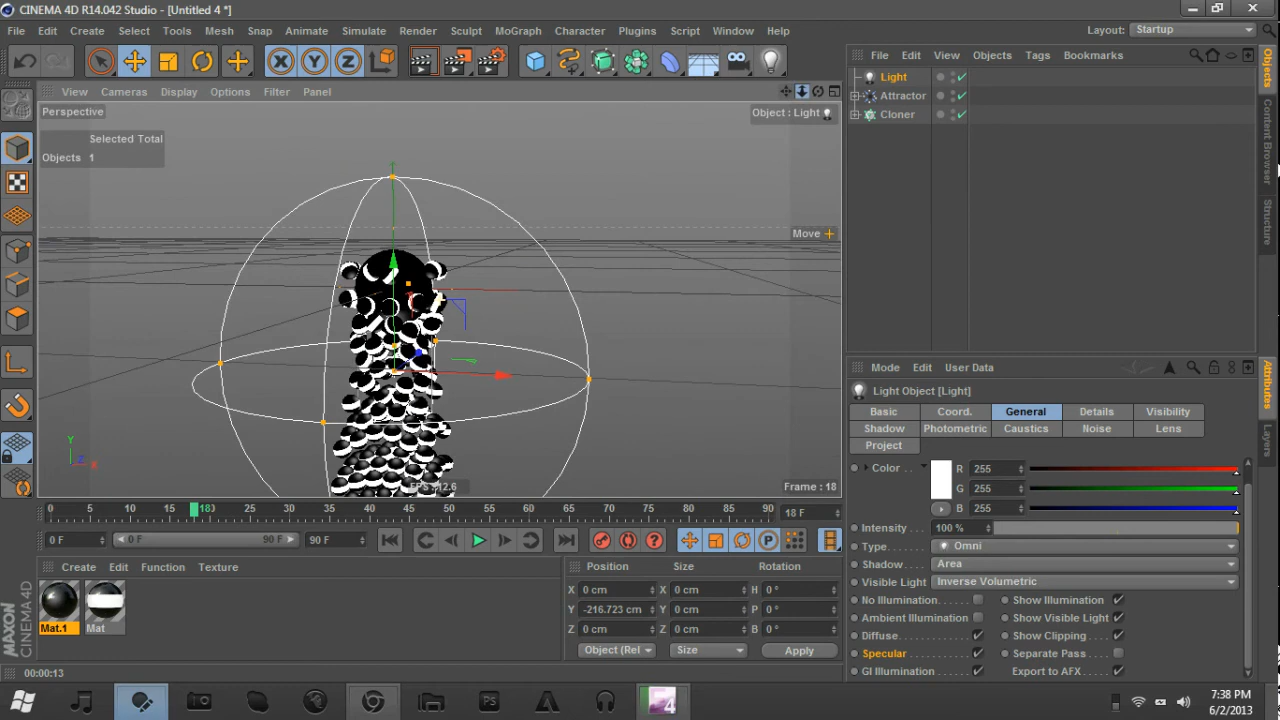 CINEMA 4D R14.042 Studio - [Untitled 4 *]
File Edit Create Select Tools Mesh Snap Animate Simulate Render Sculpt MoGraph Character Plugins Script Window Help Layout: Startup
View Cameras Display Options Filter Panel
File Edit View Objects Tags Bookmarks
Perspective
Object : Light
Selected Total
Objects 1
Light
Attractor
Cloner
Move
Objects
Content Browser
Structure
Mode Edit User Data
Light Object [Light]
Basic Coord. General Details Visibility
Shadow Photometric Caustics Noise Lens
Project
Attributes
Layers
Color R 255
G 255
B 255
Intensity 100 %
Type Omni
Shadow Area
Visible Light Inverse Volumetric
No Illumination Show Illumination
Ambient Illumination Show Visible Light
Diffuse Show Clipping
Specular Separate Pass
GI Illumination Export to AFX
Y
Z X
Frame : 18
0 5 10 15 18 25 30 35 40 45 50 55 60 65 70 75 80 85 90 18 F
0 F 0 F 90 F 90 F
Create Edit Function Texture
Mat.1 Mat
Position Size Rotation
X 0 cm X 0 cm H 0 °
Y -216.723 cm Y 0 cm P 0 °
Z 0 cm Z 0 cm B 0 °
Object (Rel Size Apply
MAXON
CINEMA 4D
00:00:13
7:38 PM
6/2/2013